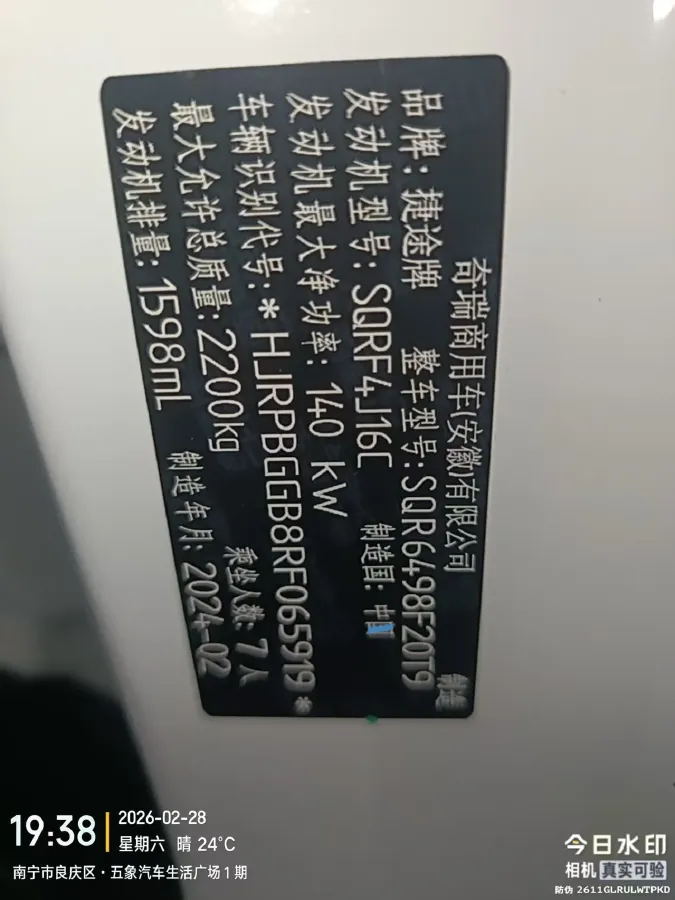 奇瑞商用车(安徽)有限公司 制造
品牌:捷途牌 整车型号:SQR6498F20T9
发动机型号:SQRF4J16C 制造国:中国
发动机最大净功率:140 kW
车辆识别代号:*HJRPBGGB8RF065919*
最大允许总质量:2200kg 乘坐人数:7人
发动机排量:1598mL 制造年月:2024-02
19:38
2026-02-28
星期六 晴 24°C
南宁市良庆区·五象汽车生活广场1期
今日水印
相机 真实可验
防伪 2611GLRULWTPKD